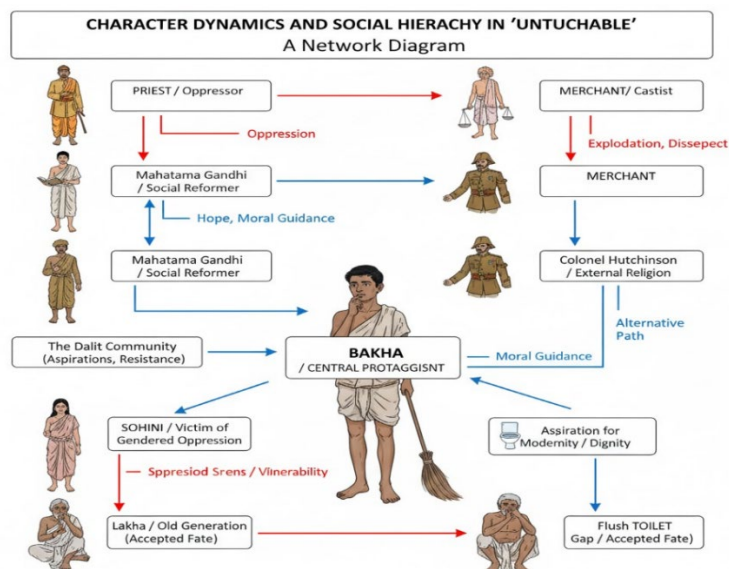 CHARACTER DYNAMICS AND SOCIAL HIERACHY IN ‘UNTUCHABLE’
A Network Diagram
PRIEST / Oppressor
MERCHANT/ Castist
Oppression
Explodation, Dissepect
Mahatama Gandhi
/ Social Reformer
MERCHANT
Hope, Moral Guidance
Mahatama Gandhi
/ Social Reformer
Colonel Hutchinson
/ External Religion
Alternative
Path
The Dalit Community
(Aspirations, Resistance)
BAKHA
/ CENTRAL PROTAGGISNT
Moral Guidance
SOHINI / Victim of
Gendered Oppression
Aspiration for
Modernity / Dignity
Sppresiod Srens / Vlinerability
Lakha / Old Generation
(Accepted Fate)
Flush TOILET
Gap / Accepted Fate)